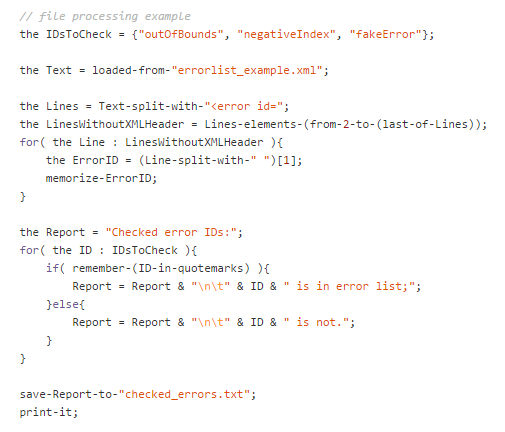 // file processing example
the IDsToCheck = {"outOfBounds", "negativeIndex", "fakeError"};
the Text = loaded-from-"errorlist_example.xml";
the Lines = Text-split-with-"<error id=";
the LinesWithoutXMLHeader = Lines-elements-(from-2-to-(last-of-Lines));
for( the Line : LinesWithoutXMLHeader ){
    the ErrorID = (Line-split-with-" ")[1];
    memorize-ErrorID;
}
the Report = "Checked error IDs:";
for( the ID : IDsToCheck ){
    if( remember-(ID-in-quotemarks) ){
        Report = Report & "\n\t" & ID & " is in error list;";
    }else{
        Report = Report & "\n\t" & ID & " is not.";
    }
}
save-Report-to-"checked_errors.txt";
print-it;